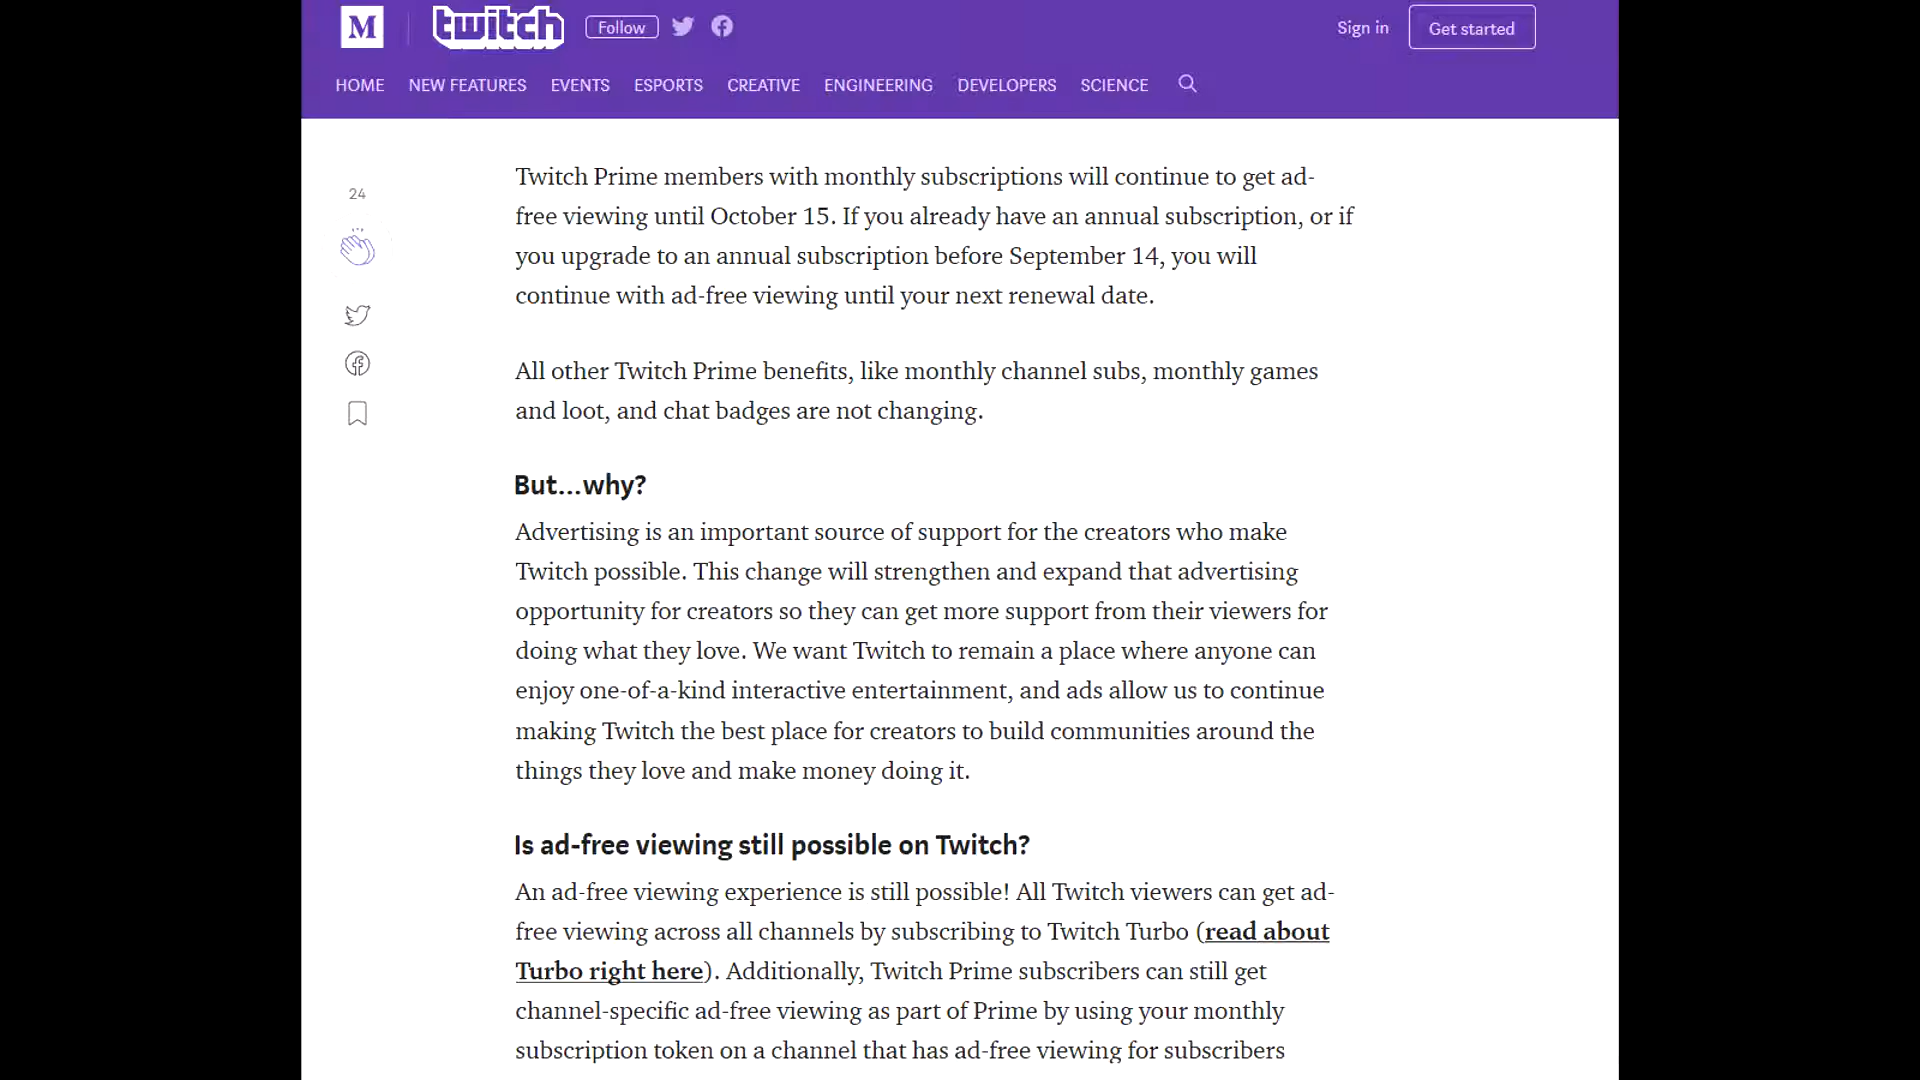 M twitch Follow Sign in Get started
HOME NEW FEATURES EVENTS ESPORTS CREATIVE ENGINEERING DEVELOPERS SCIENCE
24
Twitch Prime members with monthly subscriptions will continue to get ad-
free viewing until October 15. If you already have an annual subscription, or if
you upgrade to an annual subscription before September 14, you will
continue with ad-free viewing until your next renewal date.
All other Twitch Prime benefits, like monthly channel subs, monthly games
and loot, and chat badges are not changing.
But...why?
Advertising is an important source of support for the creators who make
Twitch possible. This change will strengthen and expand that advertising
opportunity for creators so they can get more support from their viewers for
doing what they love. We want Twitch to remain a place where anyone can
enjoy one-of-a-kind interactive entertainment, and ads allow us to continue
making Twitch the best place for creators to build communities around the
things they love and make money doing it.
Is ad-free viewing still possible on Twitch?
An ad-free viewing experience is still possible! All Twitch viewers can get ad-
free viewing across all channels by subscribing to Twitch Turbo (read about
Turbo right here). Additionally, Twitch Prime subscribers can still get
channel-specific ad-free viewing as part of Prime by using your monthly
subscription token on a channel that has ad-free viewing for subscribers